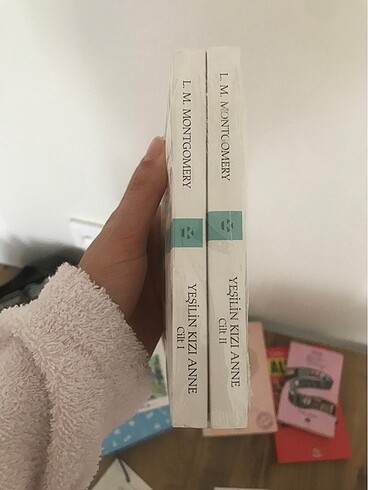 L. M. MONTGOMERY
YEŞİLİN KIZI ANNE
Cilt I
L. M. MONTGOMERY
YEŞİLİN KIZI ANNE
Cilt II